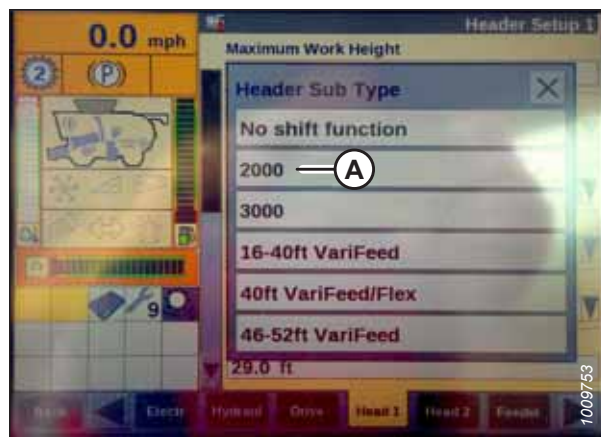 0.0 mph
Header Setup 1
Maximum Work Height
2
(P)
Header Sub Type
No shift function
2000
A
3000
16-40ft VariFeed
40ft VariFeed/Flex
46-52ft VariFeed
9
29.0 ft
Back
Electr
Hydraul
Drive
Head 1
Head 2
Feeder
1009753